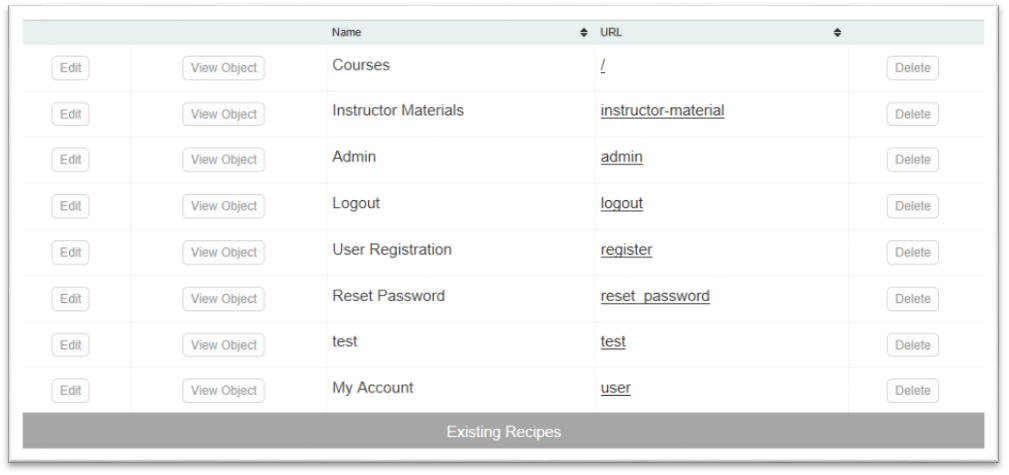 Name URL
Edit View Object Courses / Delete
Edit View Object Instructor Materials instructor-material Delete
Edit View Object Admin admin Delete
Edit View Object Logout logout Delete
Edit View Object User Registration register Delete
Edit View Object Reset Password reset_password Delete
Edit View Object test test Delete
Edit View Object My Account user Delete
Existing Recipes